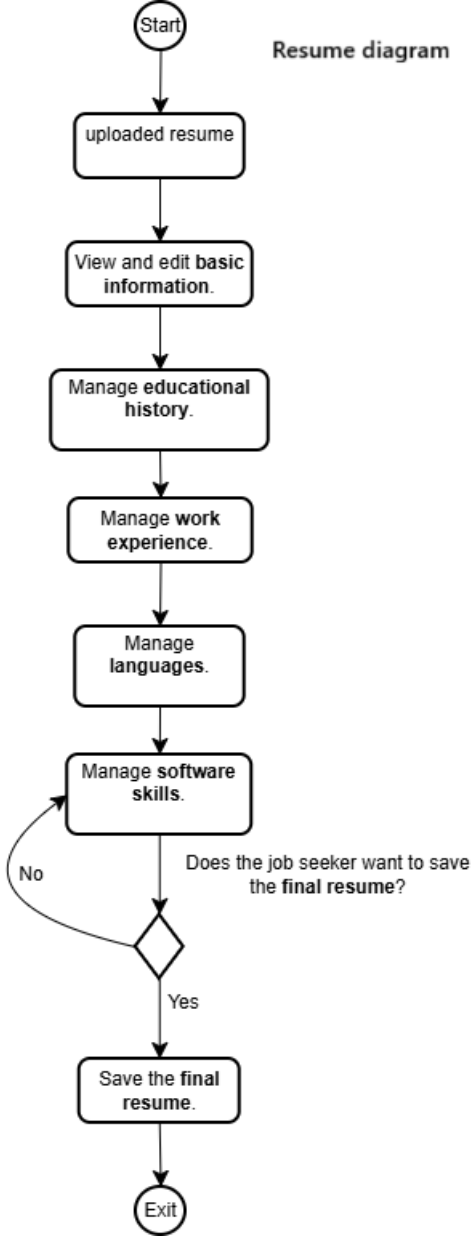 Start
Resume diagram
uploaded resume
View and edit basic
information.
Manage educational
history.
Manage work
experience.
Manage
languages.
Manage software
skills.
Does the job seeker want to save
the final resume?
No
Yes
Save the final
resume.
Exit